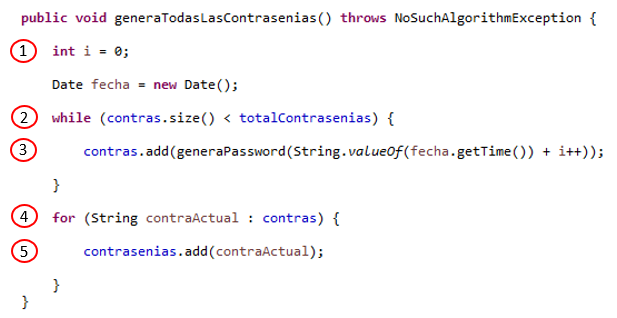 public void generaTodasLasContrasenias() throws NoSuchAlgorithmException {
1 int i = 0;
Date fecha = new Date();
2 while (contras.size() < totalContrasenias) {
3 contras.add(generaPassword(String.valueOf(fecha.getTime()) + i++));
}
4 for (String contraActual : contras) {
5 contrasenias.add(contraActual);
}
}